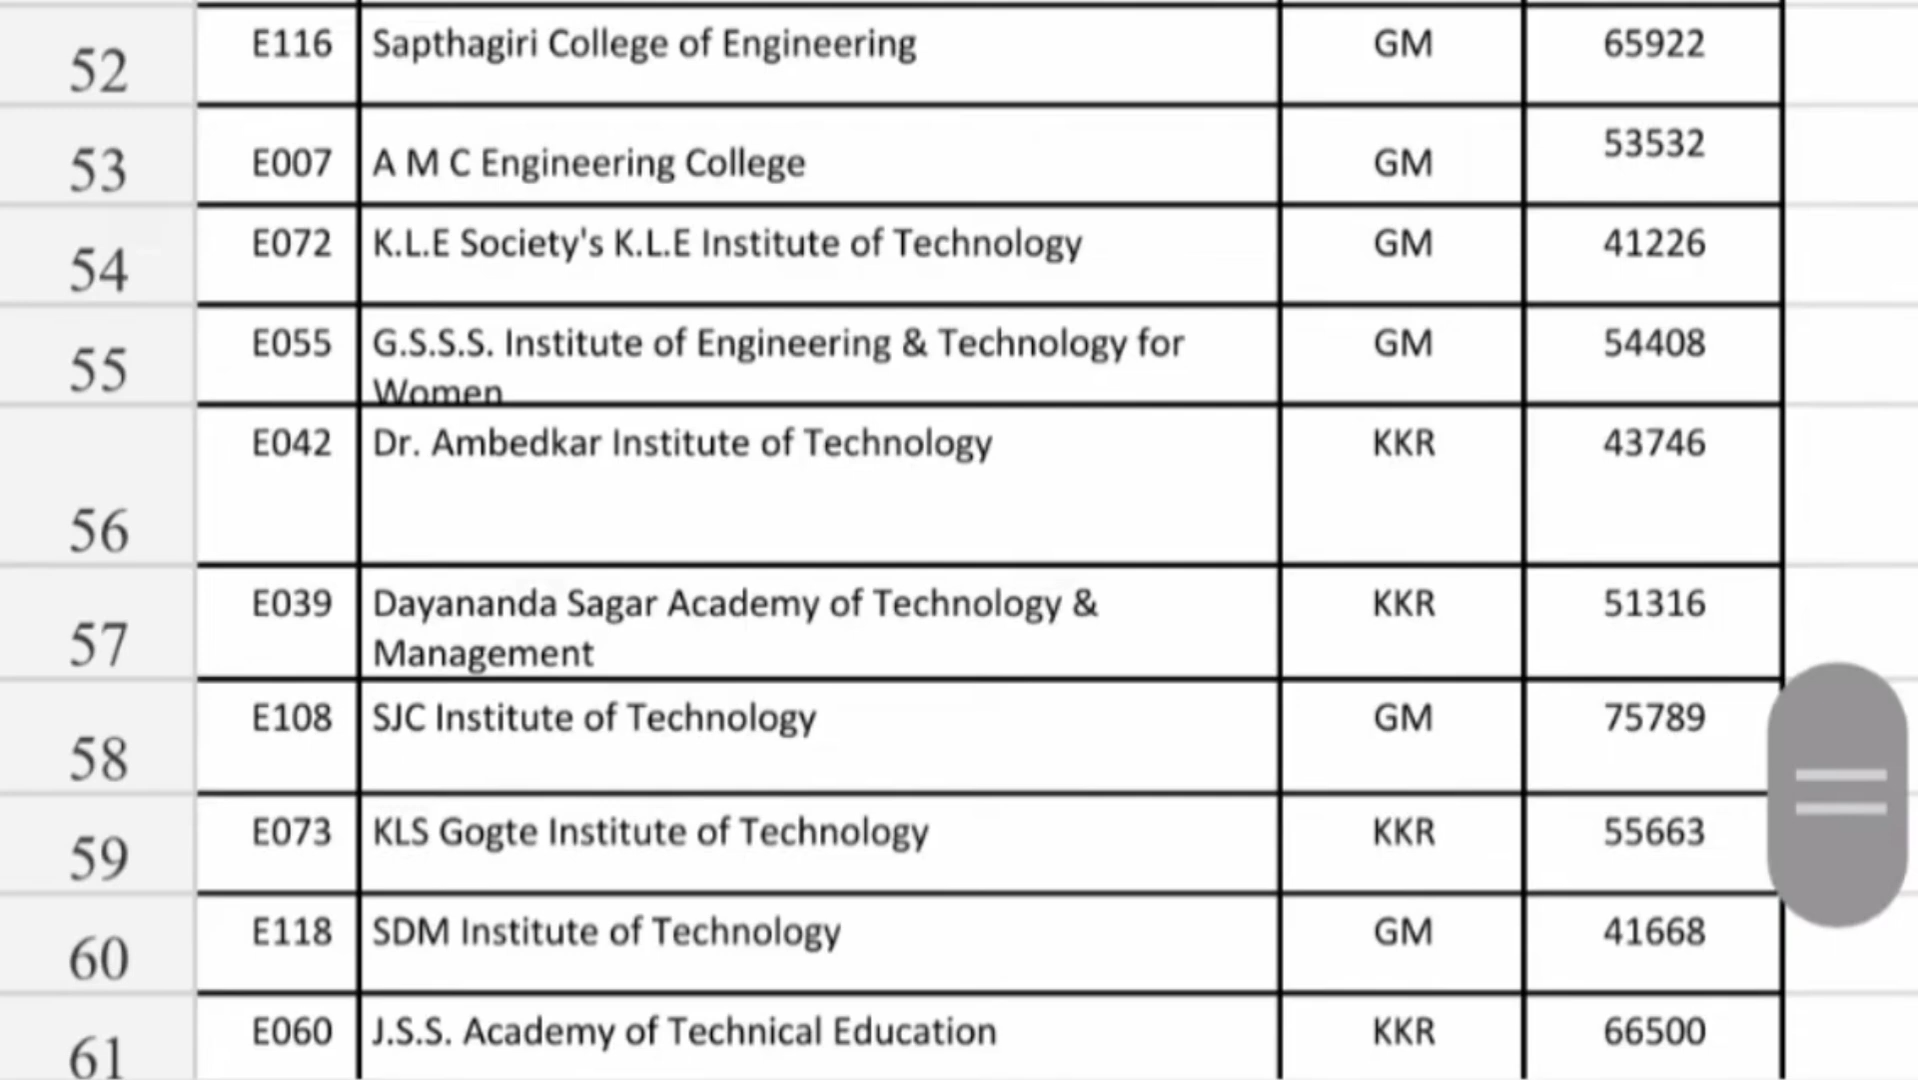 52 E116 Sapthagiri College of Engineering GM 65922
53 E007 A M C Engineering College GM 53532
54 E072 K.L.E Society's K.L.E Institute of Technology GM 41226
55 E055 G.S.S.S. Institute of Engineering & Technology for GM 54408
Women
56 E042 Dr. Ambedkar Institute of Technology KKR 43746
57 E039 Dayananda Sagar Academy of Technology & KKR 51316
Management
58 E108 SJC Institute of Technology GM 75789
59 E073 KLS Gogte Institute of Technology KKR 55663
60 E118 SDM Institute of Technology GM 41668
61 E060 J.S.S. Academy of Technical Education KKR 66500